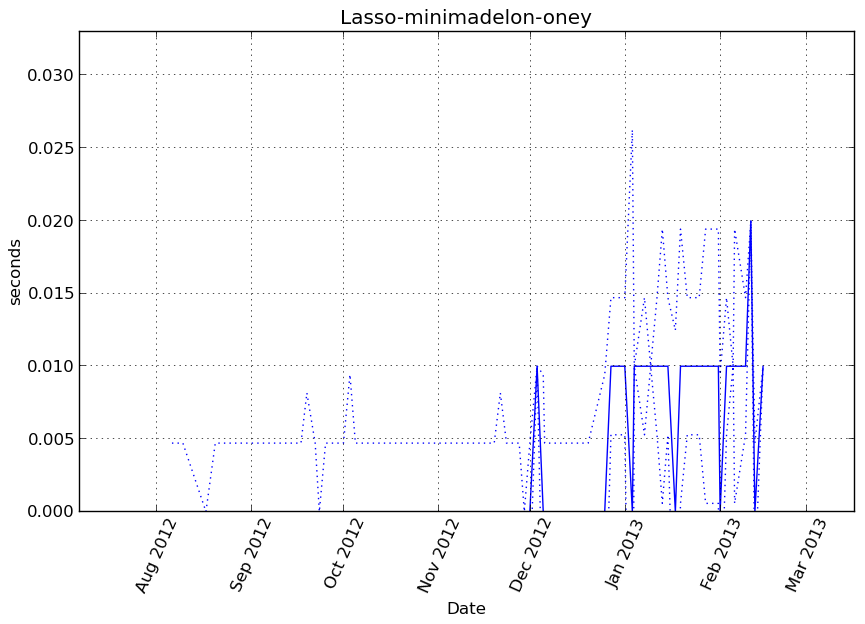 Lasso-minimadelon-oney
0.030
0.025
0.020
0.015
0.010
0.005
0.000
seconds
Aug 2012
Sep 2012
Oct 2012
Nov 2012
Dec 2012
Jan 2013
Feb 2013
Mar 2013
Date